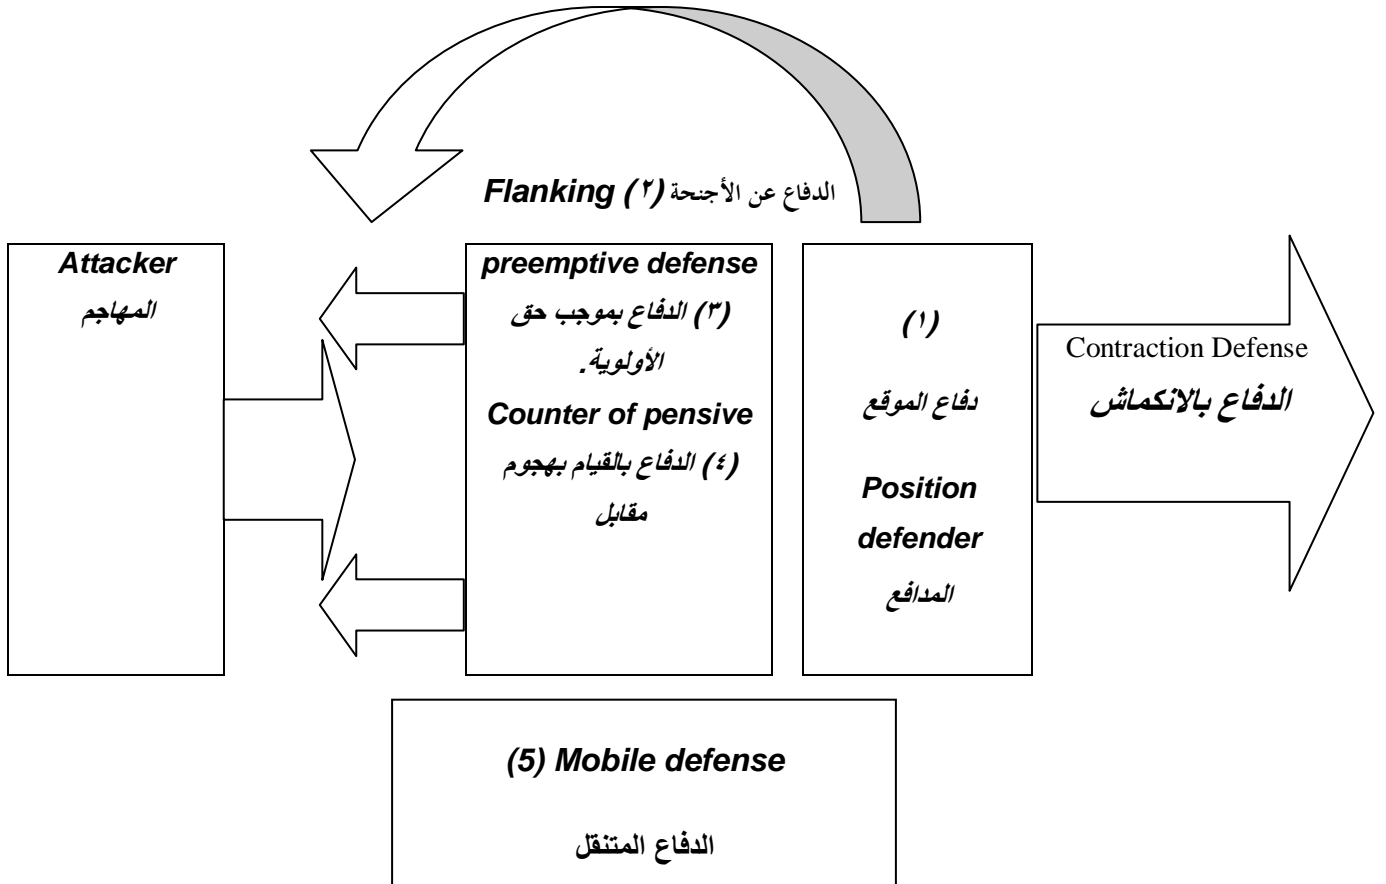 الدفاع عن الأجنحة (٢) Flanking
Attacker
المهاجم
preemptive defense
(٣) الدفاع بموجب حق
الأولوية.
Counter of pensive
(٤) الدفاع بالقيام بهجوم
مقابل
(١)
دفاع الموقع
Position
defender
المدافع
Contraction Defense
الدفاع بالانكماش
(5) Mobile defense
الدفاع المتنقل